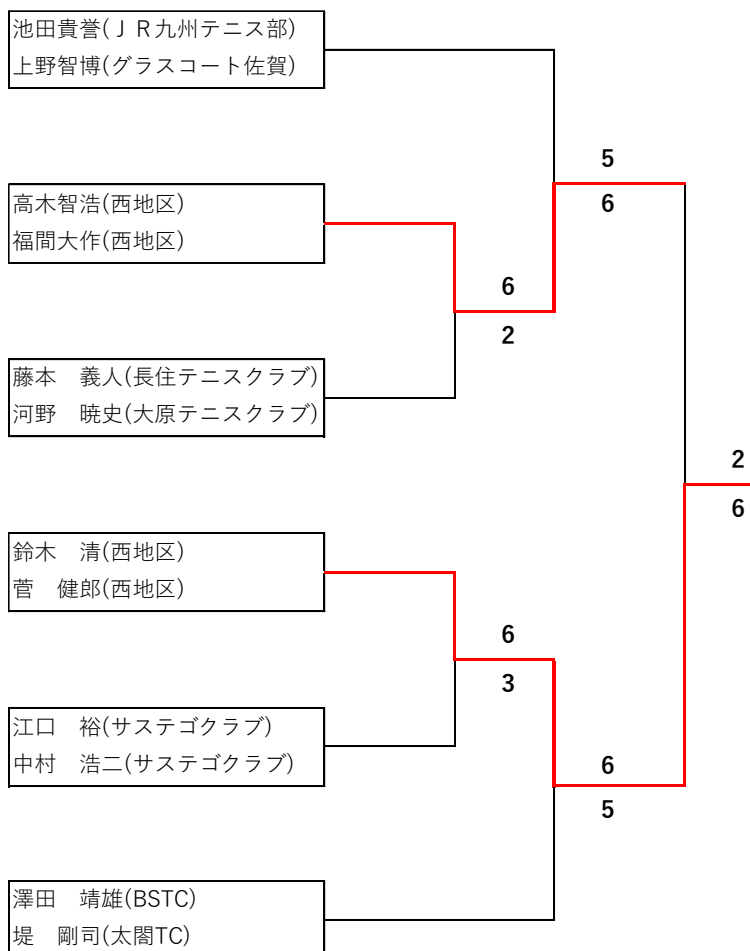 池田貴誉(ＪＲ九州テニス部)
上野智博(グラスコート佐賀)
5
6
高木智浩(西地区)
福間大作(西地区)
6
2
藤本　義人(長住テニスクラブ)
河野　暁史(大原テニスクラブ)
2
6
鈴木　清(西地区)
菅　健郎(西地区)
6
3
江口　裕(サステゴクラブ)
中村　浩二(サステゴクラブ)
6
5
澤田　靖雄(BSTC)
堤　剛司(太閤TC)